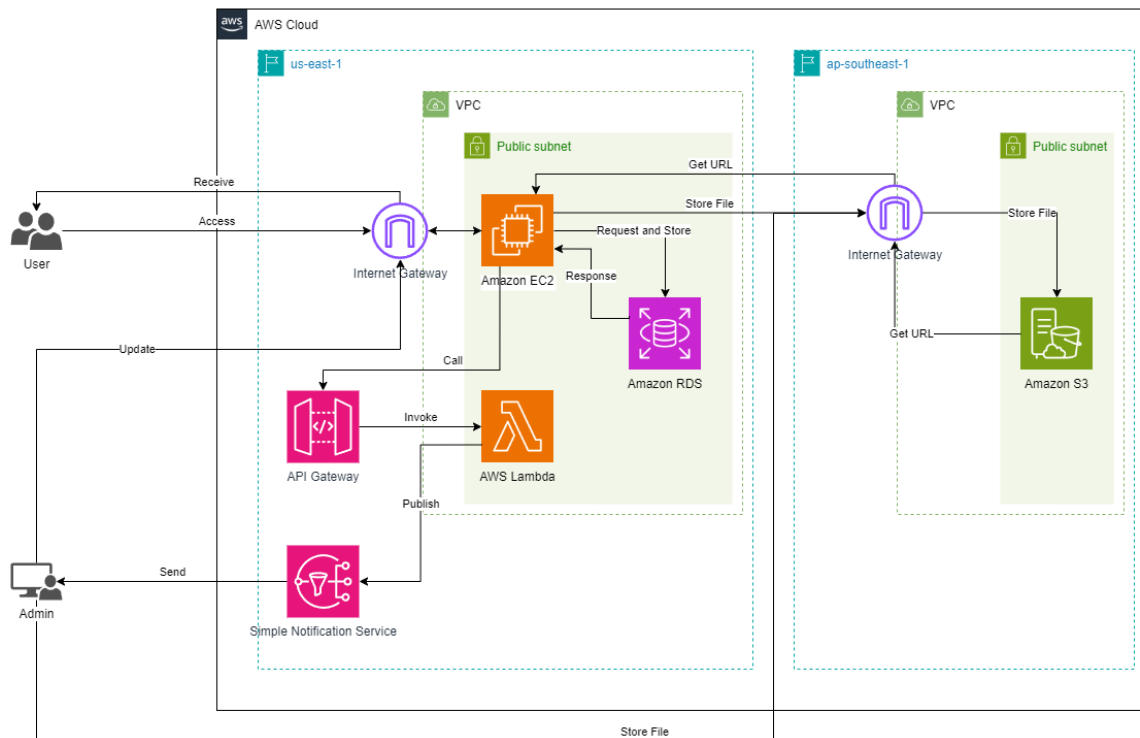 aws
AWS Cloud
us-east-1
ap-southeast-1
VPC
VPC
Public subnet
Public subnet
Get URL
Receive
Store File
Access
Store File
Request and Store
User
Internet Gateway
Amazon EC2
Response
Internet Gateway
Get URL
Update
Call
Amazon RDS
Amazon S3
Invoke
</>
API Gateway
AWS Lambda
Publish
Send
Admin
Simple Notification Service
Store File